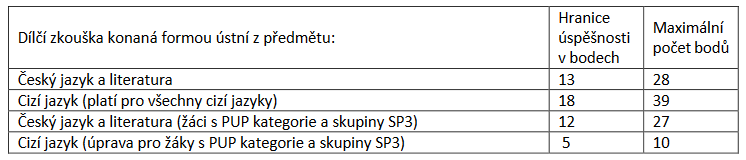 Dílčí zkouška konaná formou ústní z předmětu:
Hranice
úspěšnosti
v bodech
Maximální
počet bodů
Český jazyk a literatura 13 28
Cizí jazyk (platí pro všechny cizí jazyky) 18 39
Český jazyk a literatura (žáci s PUP kategorie a skupiny SP3) 12 27
Cizí jazyk (úprava pro žáky s PUP kategorie a skupiny SP3) 5 10